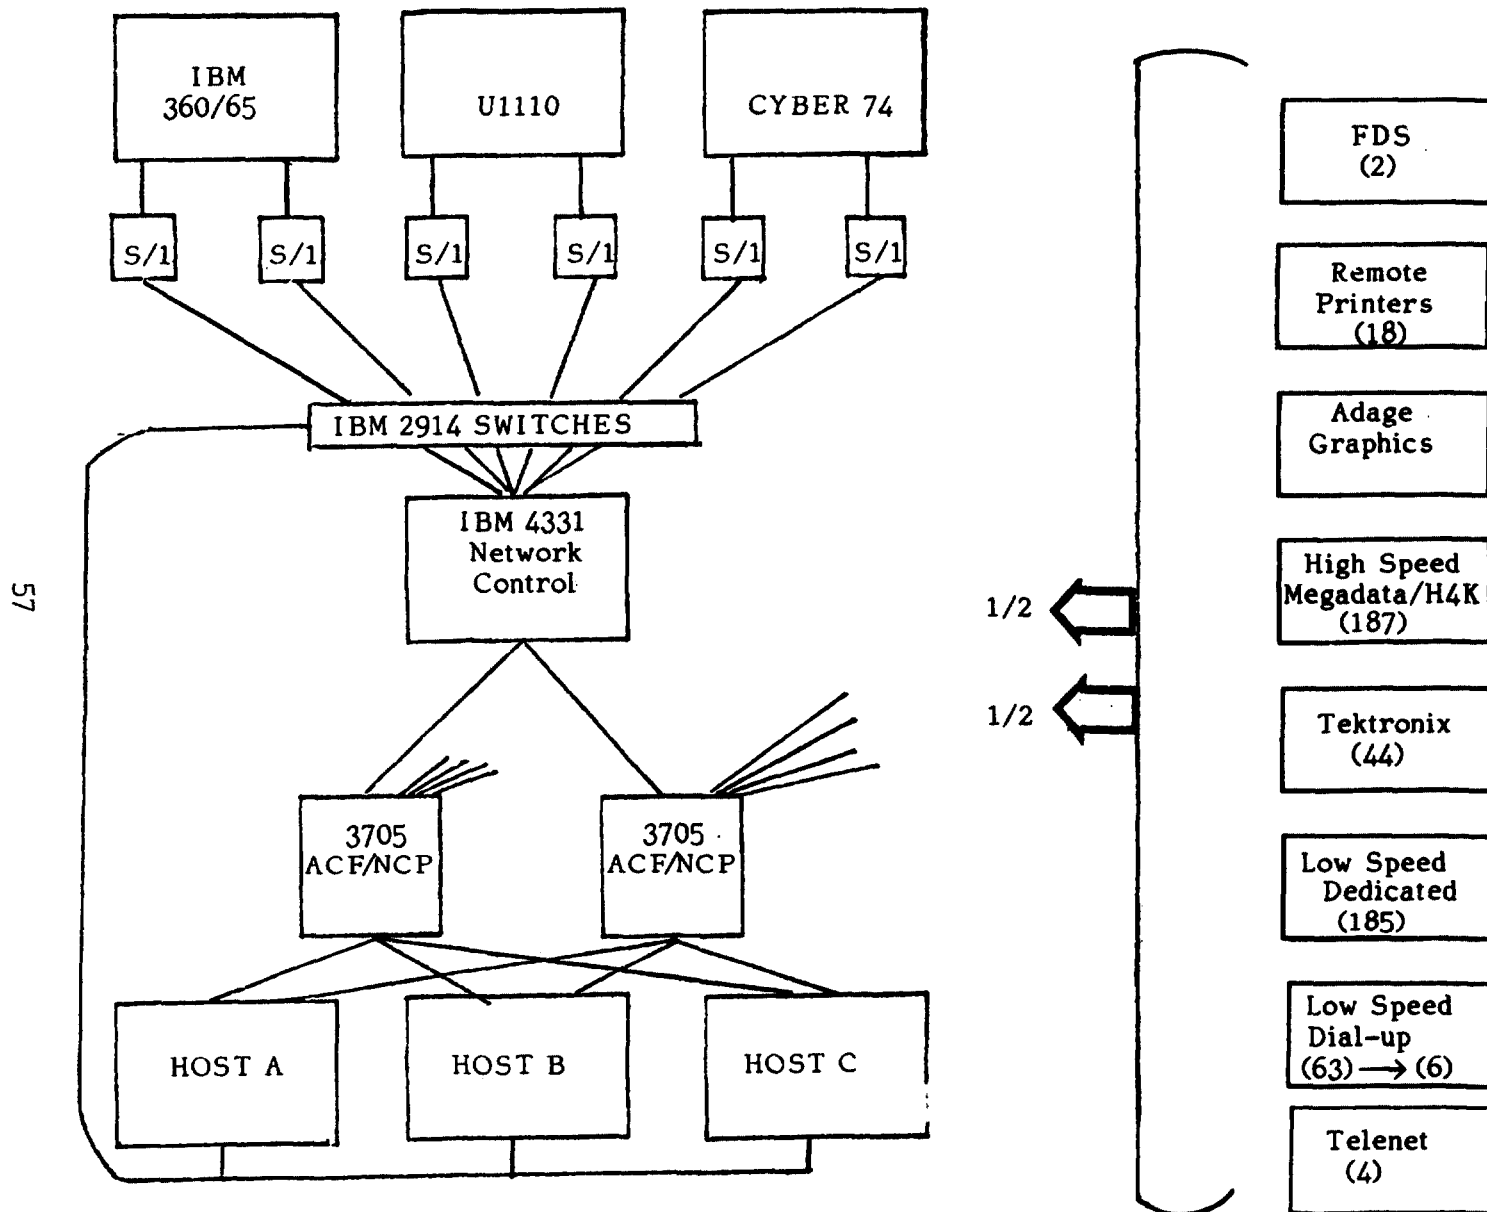 IBM
360/65
U1110
CYBER 74
S/1
S/1
S/1
S/1
S/1
S/1
IBM 2914 SWITCHES
IBM 4331
Network
Control
3705
ACF/NCP
3705
ACF/NCP
HOST A
HOST B
HOST C
57
1/2
1/2
FDS
(2)
Remote
Printers
(18)
Adage
Graphics
High Speed
Megadata/H4K
(187)
Tektronix
(44)
Low Speed
Dedicated
(185)
Low Speed
Dial-up
(63) → (6)
Telenet
(4)